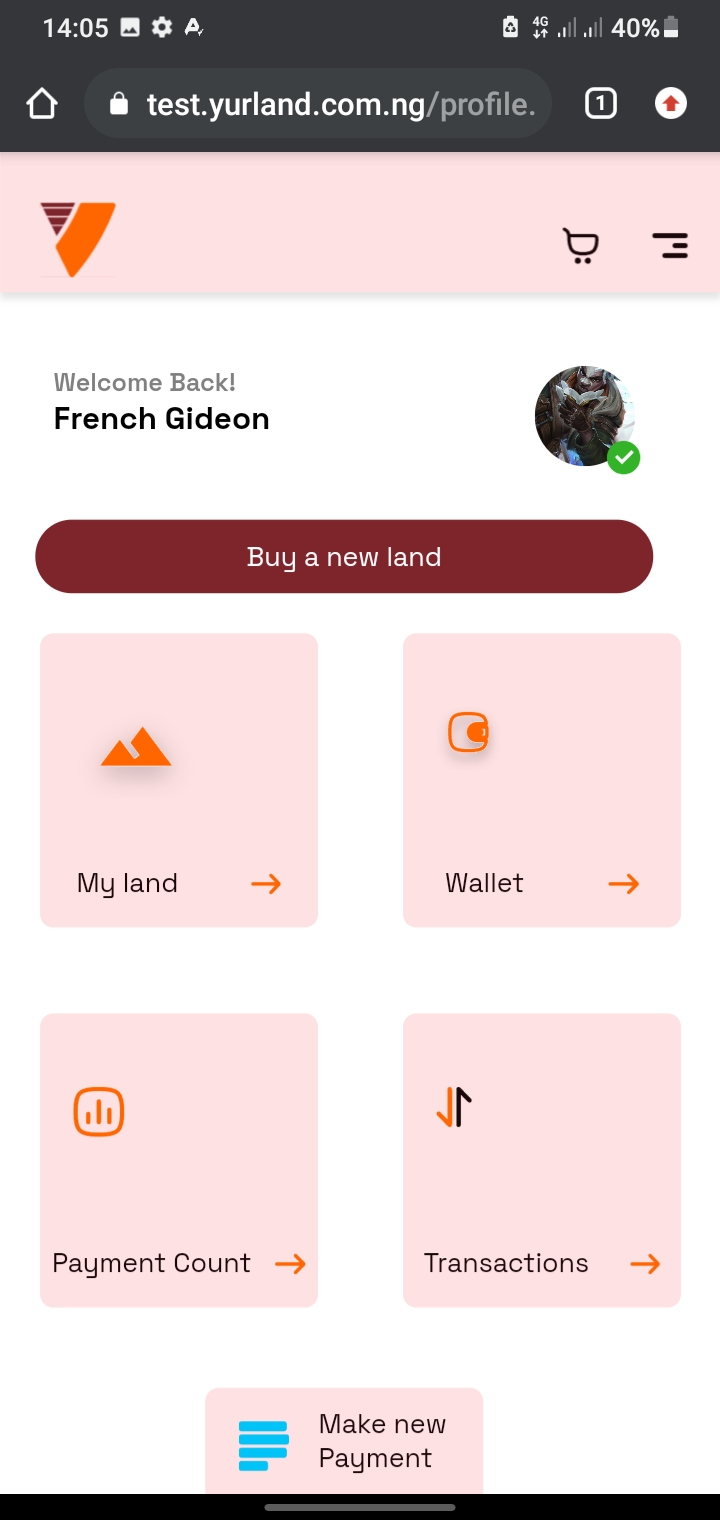 14:05
4G
40%
test.yurland.com.ng/profile.
1
Welcome Back!
French Gideon
Buy a new land
My land
Wallet
Payment Count
Transactions
Make new
Payment